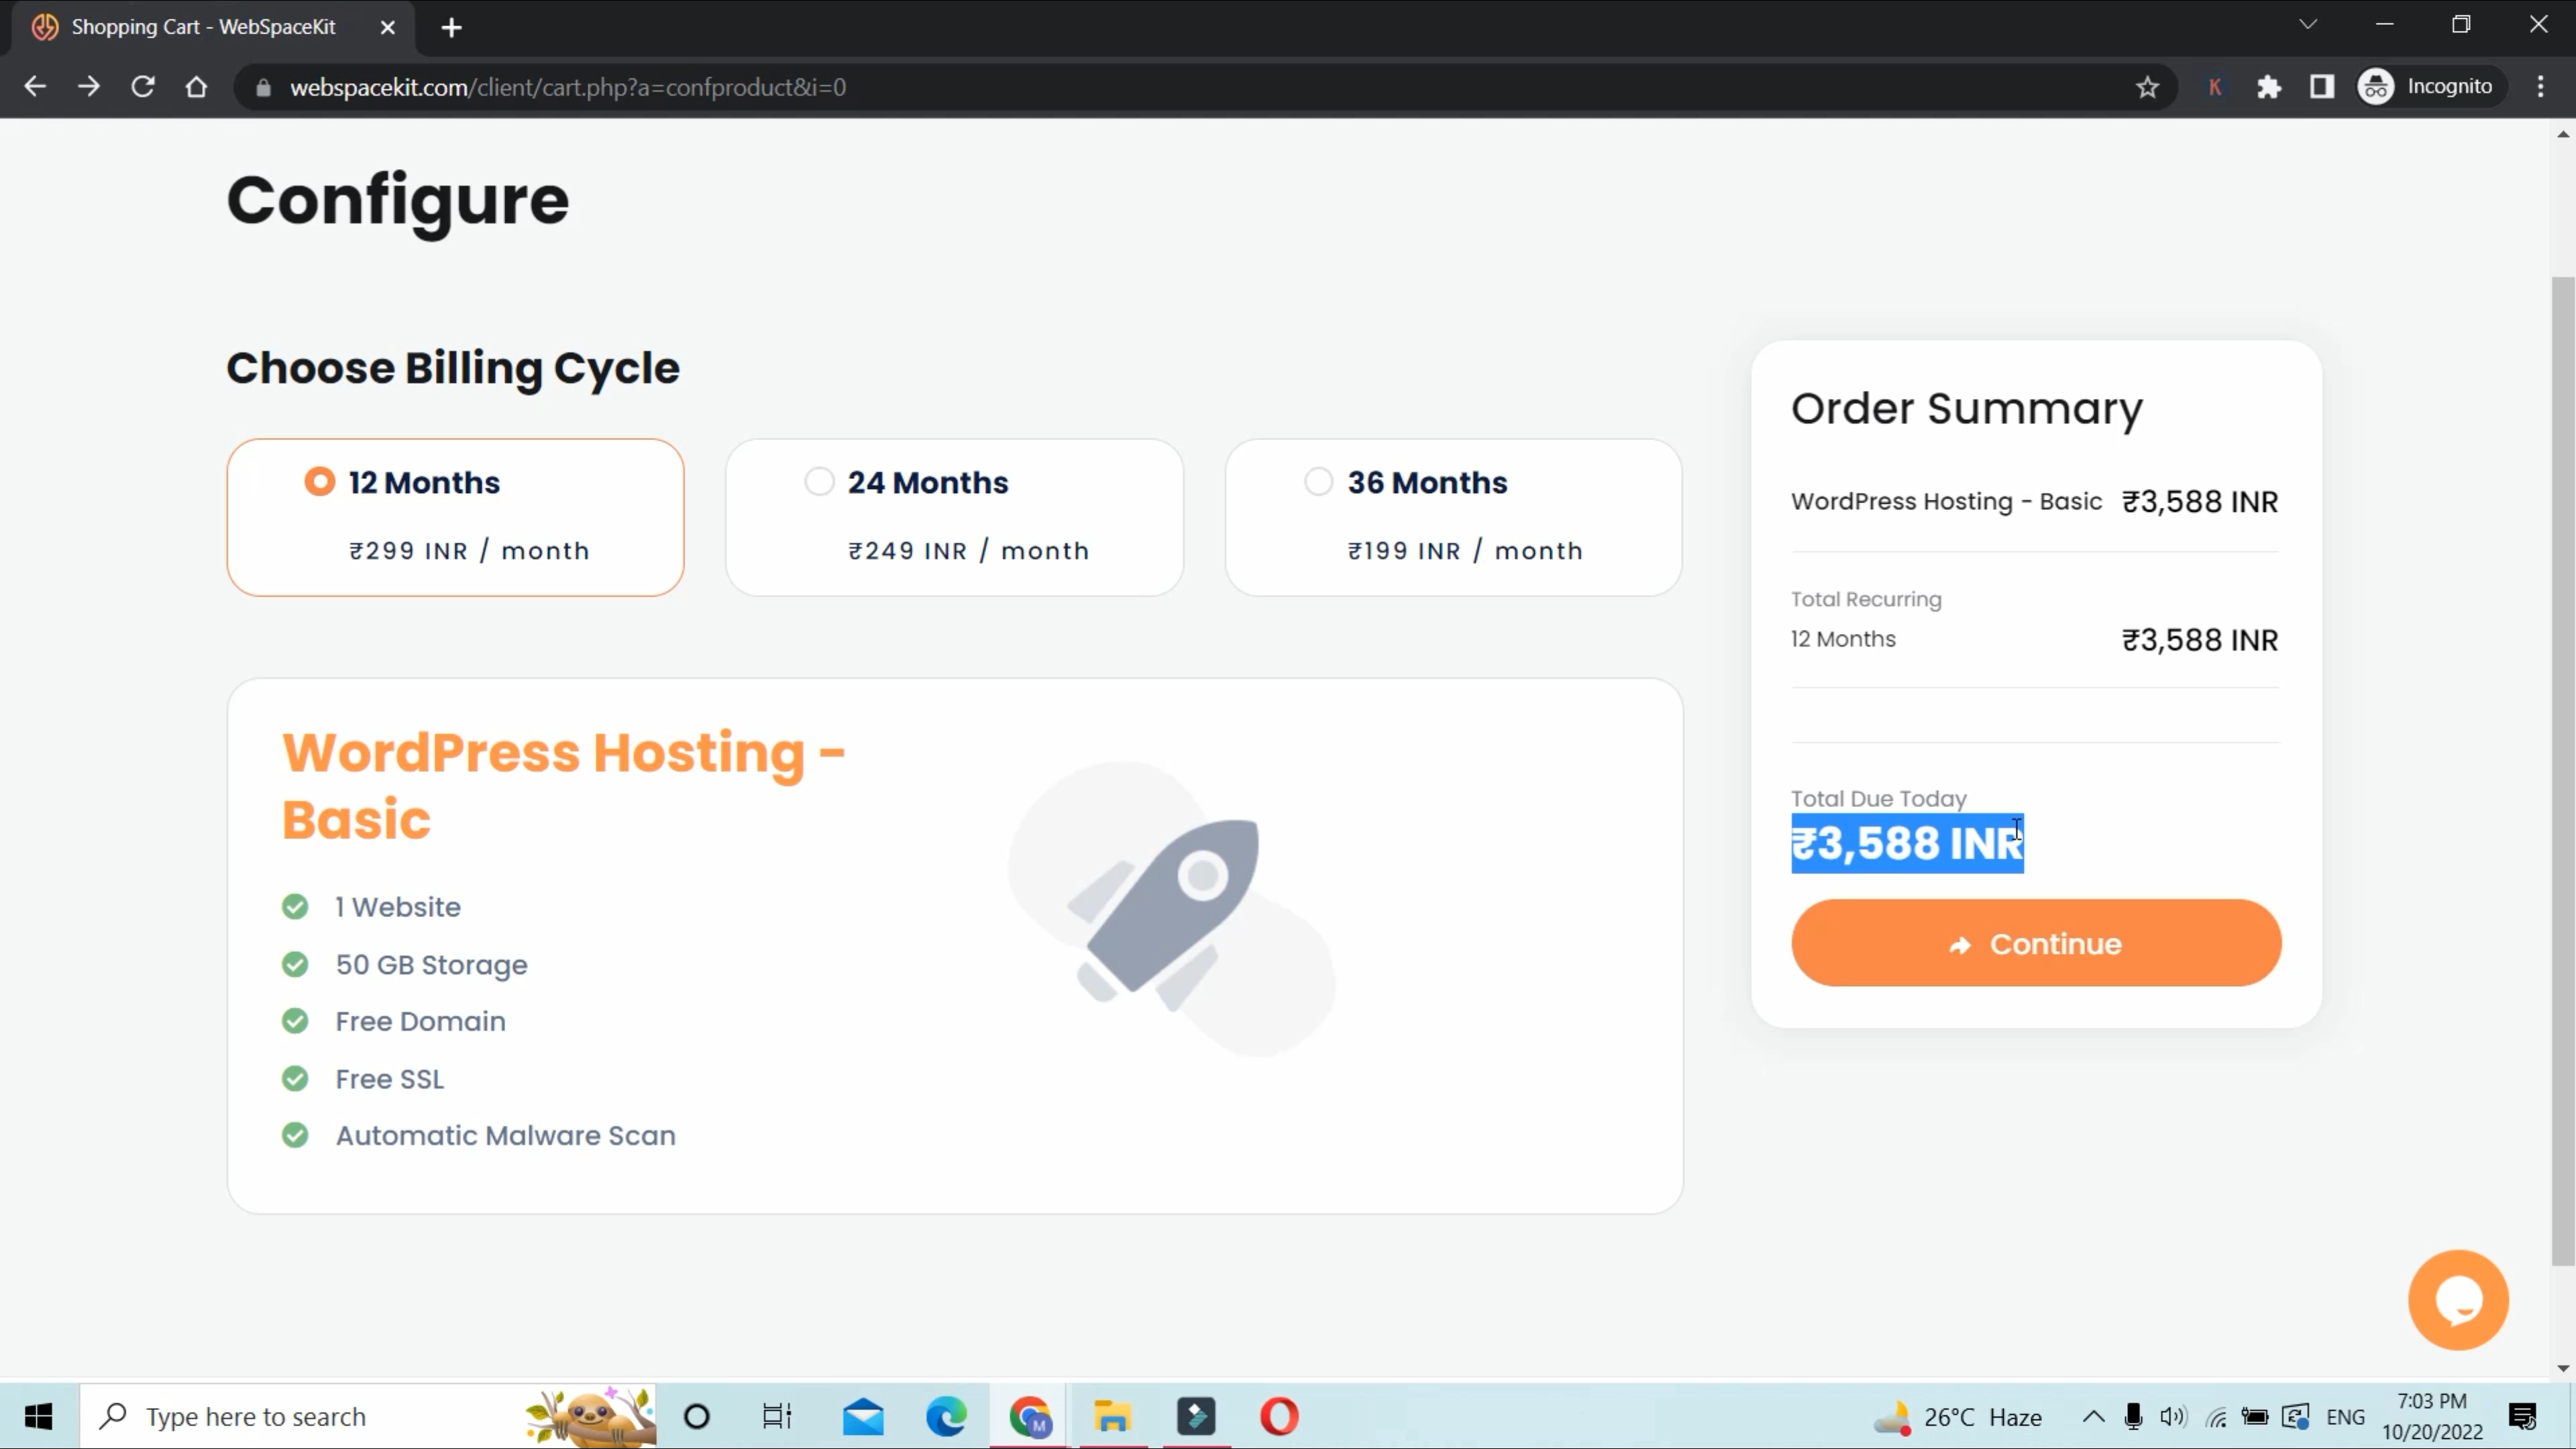 Shopping Cart - WebSpaceKit
webspacekit.com/client/cart.php?a=confproduct&i=0
K
Incognito
Configure
Choose Billing Cycle
12 Months
₹299 INR / month
24 Months
₹249 INR / month
36 Months
₹199 INR / month
Order Summary
WordPress Hosting - Basic ₹3,588 INR
Total Recurring
12 Months ₹3,588 INR
Total Due Today
₹3,588 INR
Continue
WordPress Hosting -
Basic
1 Website
50 GB Storage
Free Domain
Free SSL
Automatic Malware Scan
Type here to search
M
26°C Haze
ENG
7:03 PM
10/20/2022